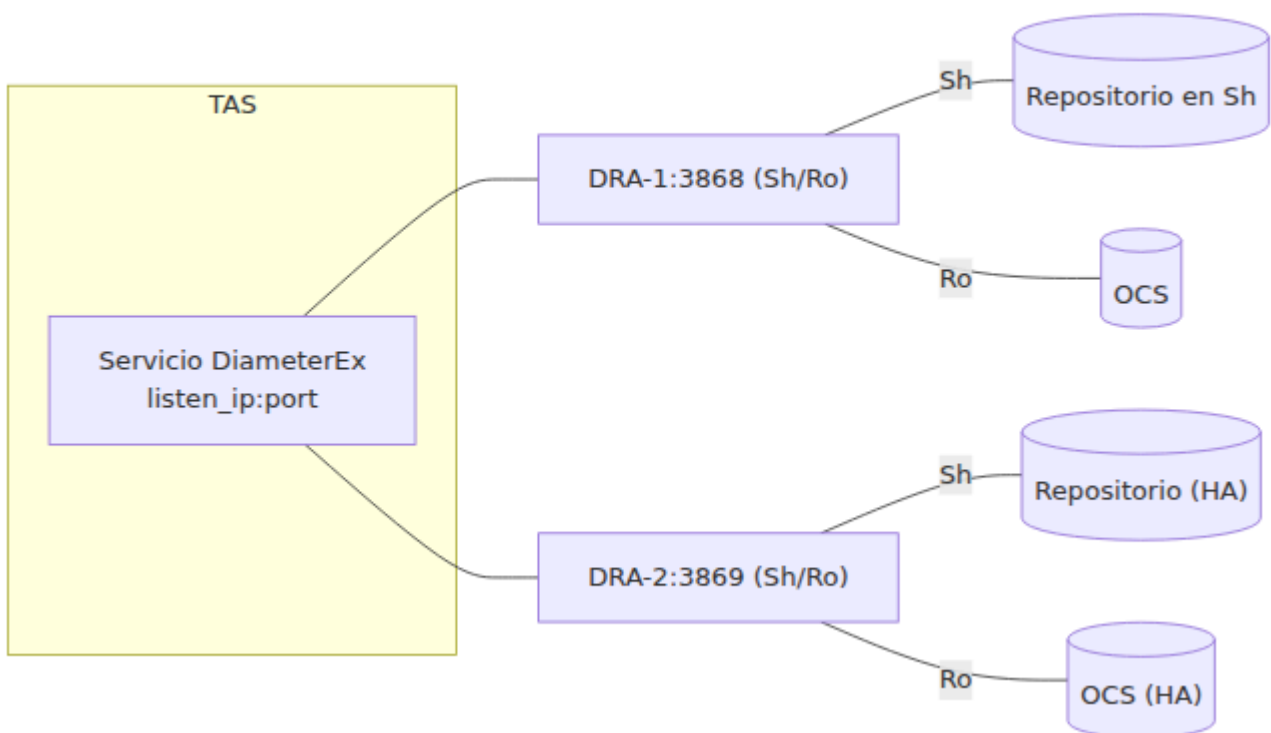 TAS
Servicio DiameterEx
listen_ip:port
DRA-1:3868 (Sh/Ro)
Sh
Repositorio en Sh
Ro
OCS
DRA-2:3869 (Sh/Ro)
Sh
Repositorio (HA)
Ro
OCS (HA)